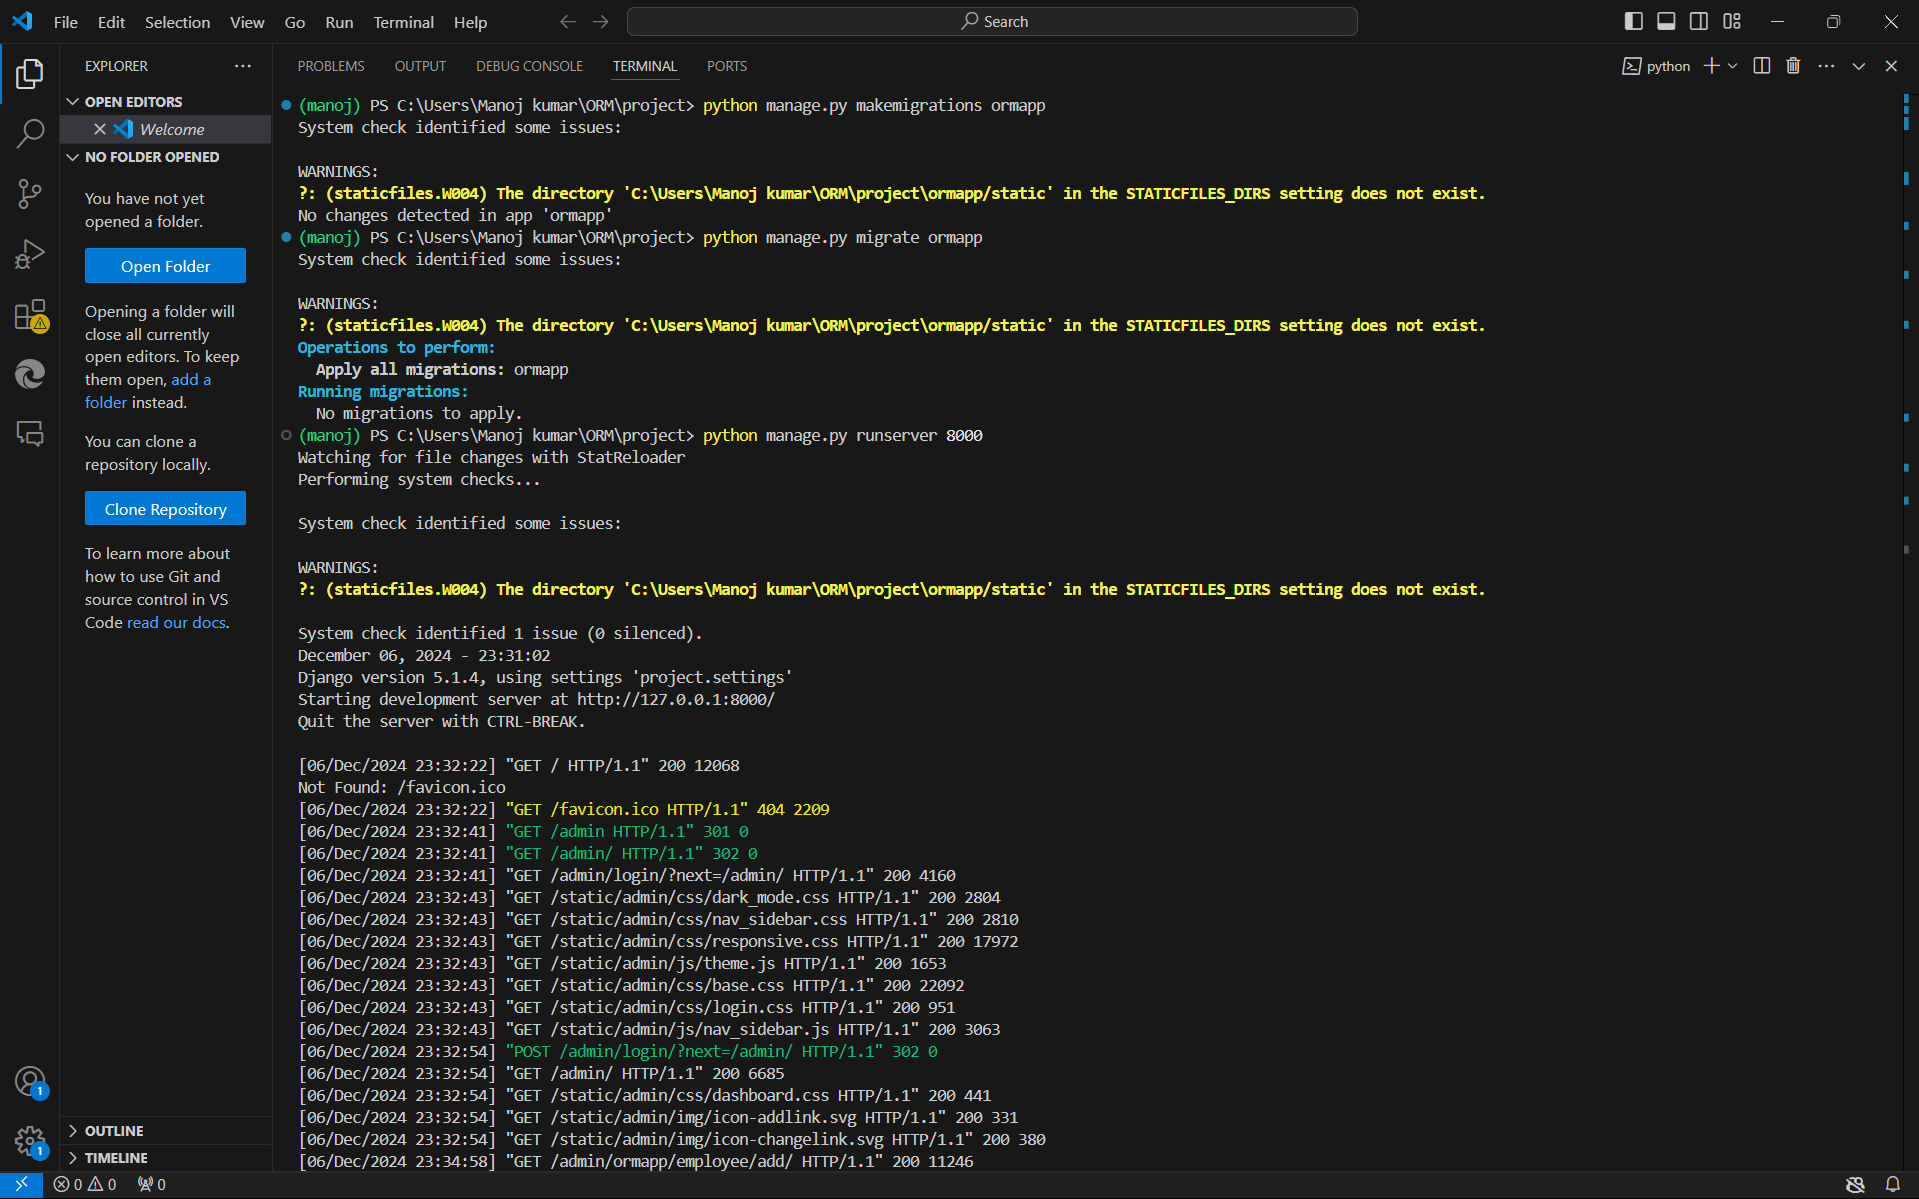 File Edit Selection View Go Run Terminal Help
Search
EXPLORER
OPEN EDITORS
Welcome
NO FOLDER OPENED
You have not yet
opened a folder.
Open Folder
Opening a folder will
close all currently
open editors. To keep
them open, add a
folder instead.
You can clone a
repository locally.
Clone Repository
To learn more about
how to use Git and
source control in VS
Code read our docs.
OUTLINE
TIMELINE
1
1
PROBLEMS OUTPUT DEBUG CONSOLE TERMINAL PORTS
python
(manoj) PS C:\Users\Manoj kumar\ORM\project> python manage.py makemigrations ormapp
System check identified some issues:
WARNINGS:
?: (staticfiles.W004) The directory 'C:\Users\Manoj kumar\ORM\project\ormapp/static' in the STATICFILES_DIRS setting does not exist.
No changes detected in app 'ormapp'
(manoj) PS C:\Users\Manoj kumar\ORM\project> python manage.py migrate ormapp
System check identified some issues:
WARNINGS:
?: (staticfiles.W004) The directory 'C:\Users\Manoj kumar\ORM\project\ormapp/static' in the STATICFILES_DIRS setting does not exist.
Operations to perform:
Apply all migrations: ormapp
Running migrations:
No migrations to apply.
(manoj) PS C:\Users\Manoj kumar\ORM\project> python manage.py runserver 8000
Watching for file changes with StatReloader
Performing system checks...
System check identified some issues:
WARNINGS:
?: (staticfiles.W004) The directory 'C:\Users\Manoj kumar\ORM\project\ormapp/static' in the STATICFILES_DIRS setting does not exist.
System check identified 1 issue (0 silenced).
December 06, 2024 - 23:31:02
Django version 5.1.4, using settings 'project.settings'
Starting development server at http://127.0.0.1:8000/
Quit the server with CTRL-BREAK.
[06/Dec/2024 23:32:22] "GET / HTTP/1.1" 200 12068
Not Found: /favicon.ico
[06/Dec/2024 23:32:22] "GET /favicon.ico HTTP/1.1" 404 2209
[06/Dec/2024 23:32:41] "GET /admin HTTP/1.1" 301 0
[06/Dec/2024 23:32:41] "GET /admin/ HTTP/1.1" 302 0
[06/Dec/2024 23:32:41] "GET /admin/login/?next=/admin/ HTTP/1.1" 200 4160
[06/Dec/2024 23:32:43] "GET /static/admin/css/dark_mode.css HTTP/1.1" 200 2804
[06/Dec/2024 23:32:43] "GET /static/admin/css/nav_sidebar.css HTTP/1.1" 200 2810
[06/Dec/2024 23:32:43] "GET /static/admin/css/responsive.css HTTP/1.1" 200 17972
[06/Dec/2024 23:32:43] "GET /static/admin/js/theme.js HTTP/1.1" 200 1653
[06/Dec/2024 23:32:43] "GET /static/admin/css/base.css HTTP/1.1" 200 22092
[06/Dec/2024 23:32:43] "GET /static/admin/css/login.css HTTP/1.1" 200 951
[06/Dec/2024 23:32:43] "GET /static/admin/js/nav_sidebar.js HTTP/1.1" 200 3063
[06/Dec/2024 23:32:54] "POST /admin/login/?next=/admin/ HTTP/1.1" 302 0
[06/Dec/2024 23:32:54] "GET /admin/ HTTP/1.1" 200 6685
[06/Dec/2024 23:32:54] "GET /static/admin/css/dashboard.css HTTP/1.1" 200 441
[06/Dec/2024 23:32:54] "GET /static/admin/img/icon-addlink.svg HTTP/1.1" 200 331
[06/Dec/2024 23:32:54] "GET /static/admin/img/icon-changelink.svg HTTP/1.1" 200 380
[06/Dec/2024 23:34:58] "GET /admin/ormapp/employee/add/ HTTP/1.1" 200 11246
0 0 0